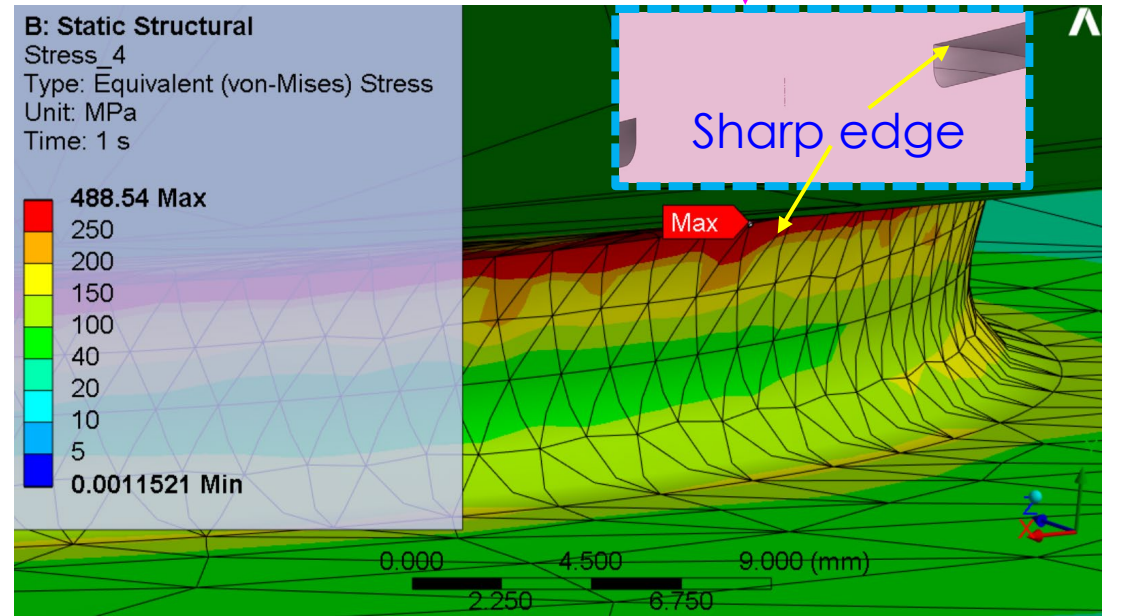 B: Static Structural
Stress_4
Type: Equivalent (von-Mises) Stress
Unit: MPa
Time: 1 s
488.54 Max
250
200
150
100
40
20
10
5
0.0011521 Min
Sharp edge
Max
0.000 4.500 9.000 (mm)
2.250 6.750
Z
X